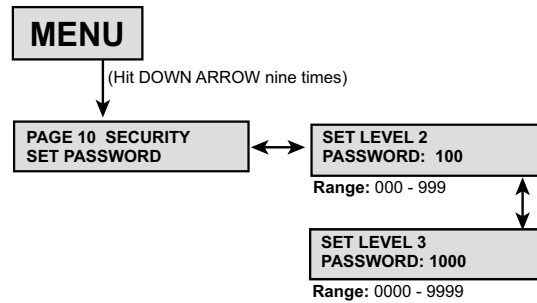 MENU
(Hit DOWN ARROW nine times)
PAGE 10 SECURITY
SET PASSWORD
SET LEVEL 2
PASSWORD: 100
Range: 000 - 999
SET LEVEL 3
PASSWORD: 1000
Range: 0000 - 9999